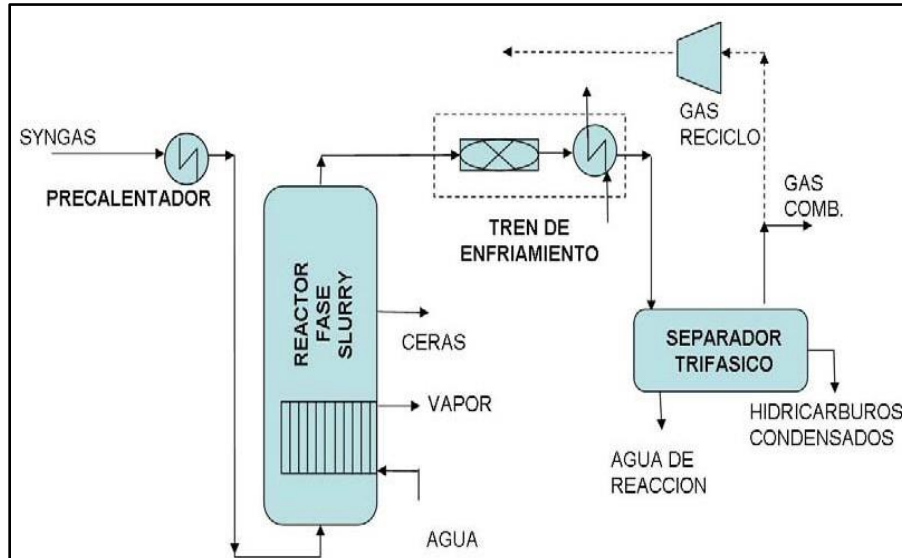 SYNGAS
PRECALENTADOR
REACTOR
FASE
SLURRY
CERAS
VAPOR
AGUA
TREN DE
ENFRIAMIENTO
GAS
RECICLO
GAS
COMB.
SEPARADOR
TRIFASICO
AGUA DE
REACCION
HIDRICARBUROS
CONDENSADOS